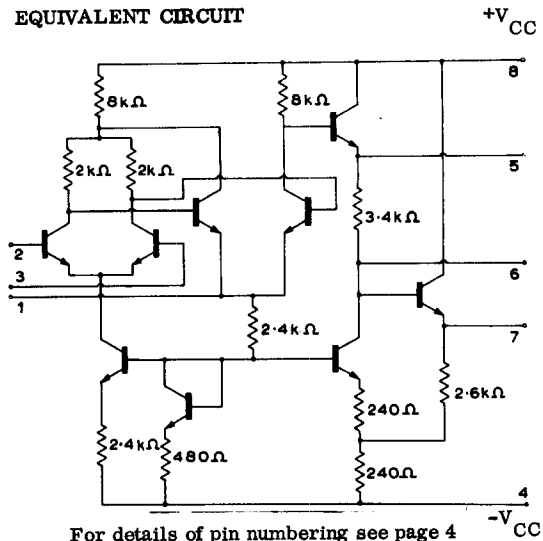 EQUIVALENT CIRCUIT
+VCC
8
8kΩ
8kΩ
5
2kΩ
2kΩ
3·4kΩ
2
3
1
6
2·4kΩ
7
2·4kΩ
480Ω
240Ω
2·6kΩ
240Ω
4
-VCC
For details of pin numbering see page 4